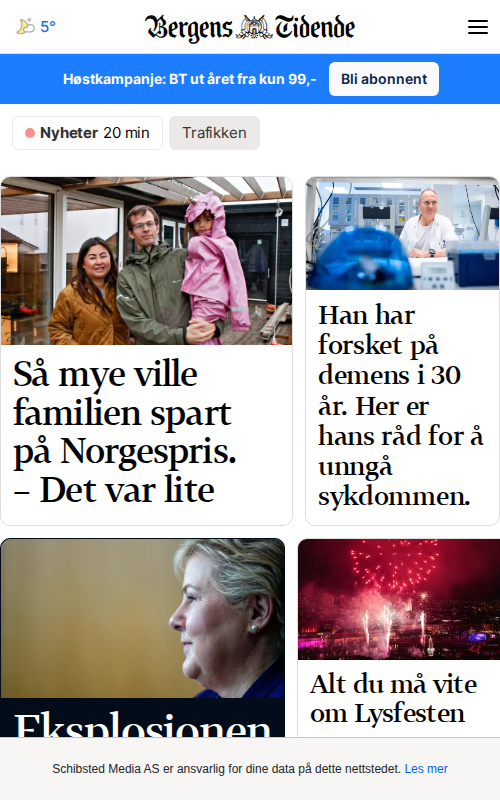 5°
Bergens Tidende
Høstkampanje: BT ut året fra kun 99,-
Bli abonnent
Nyheter 20 min
Trafikken
Så mye ville
familien spart
på Norgespris.
– Det var lite
Han har
forsket på
demens i 30
år. Her er
hans råd for å
unngå
sykdommen.
Eksplosjonen
Alt du må vite
om Lysfesten
Schibsted Media AS er ansvarlig for dine data på dette nettstedet. Les mer